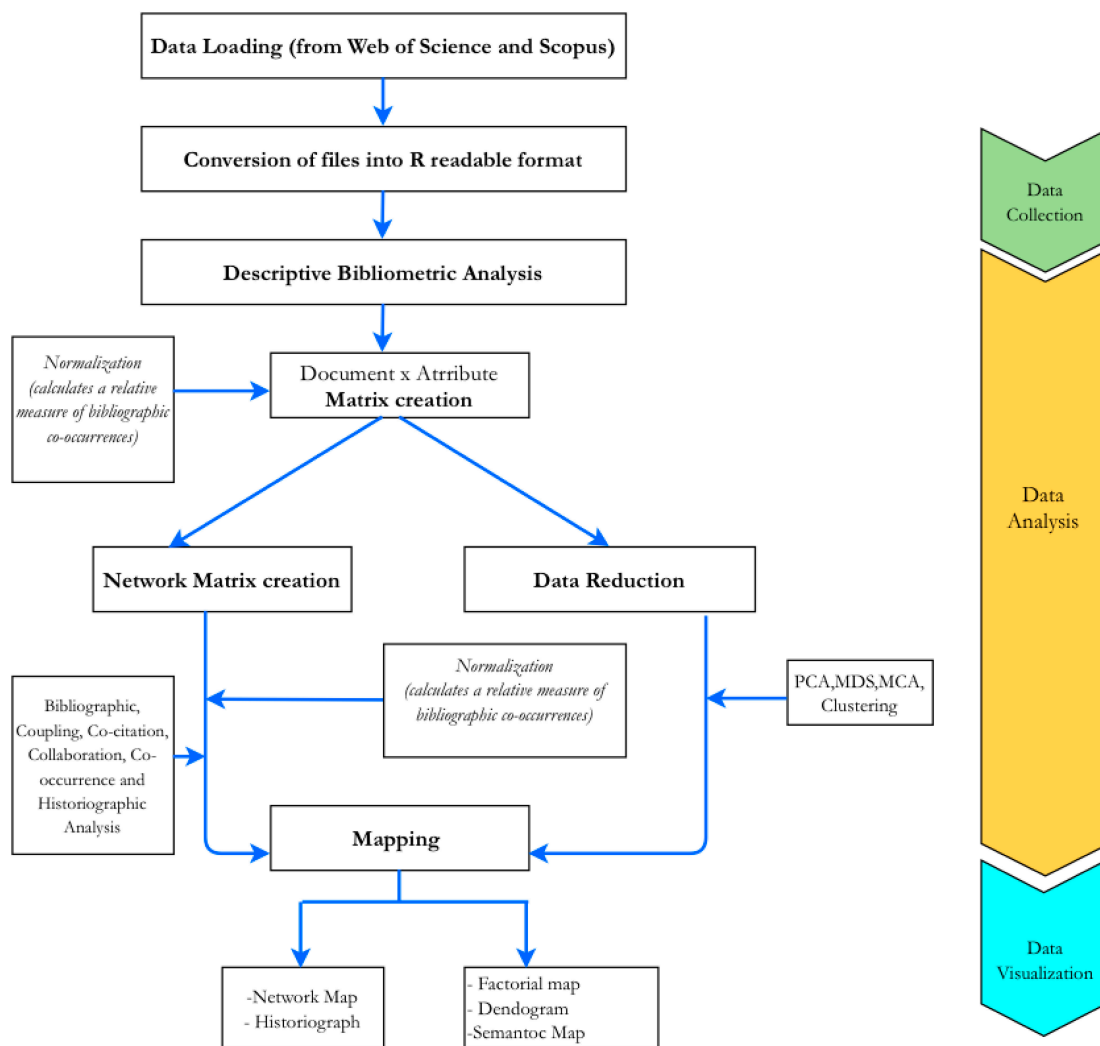 Data Loading (from Web of Science and Scopus)
Conversion of files into R readable format
Descriptive Bibliometric Analysis
Normalization
(calculates a relative
measure of bibliographic
co-occurrences)
Document x Atrribute
Matrix creation
Network Matrix creation
Data Reduction
Normalization
(calculates a relative measure of
bibliographic co-occurrences)
PCA,MDS,MCA,
Clustering
Bibliographic,
Coupling, Co-citation,
Collaboration, Co-
occurrence and
Historiographic
Analysis
Mapping
-Network Map
- Historiograph
- Factorial map
- Dendogram
-Semantoc Map
Data
Collection
Data
Analysis
Data
Visualization